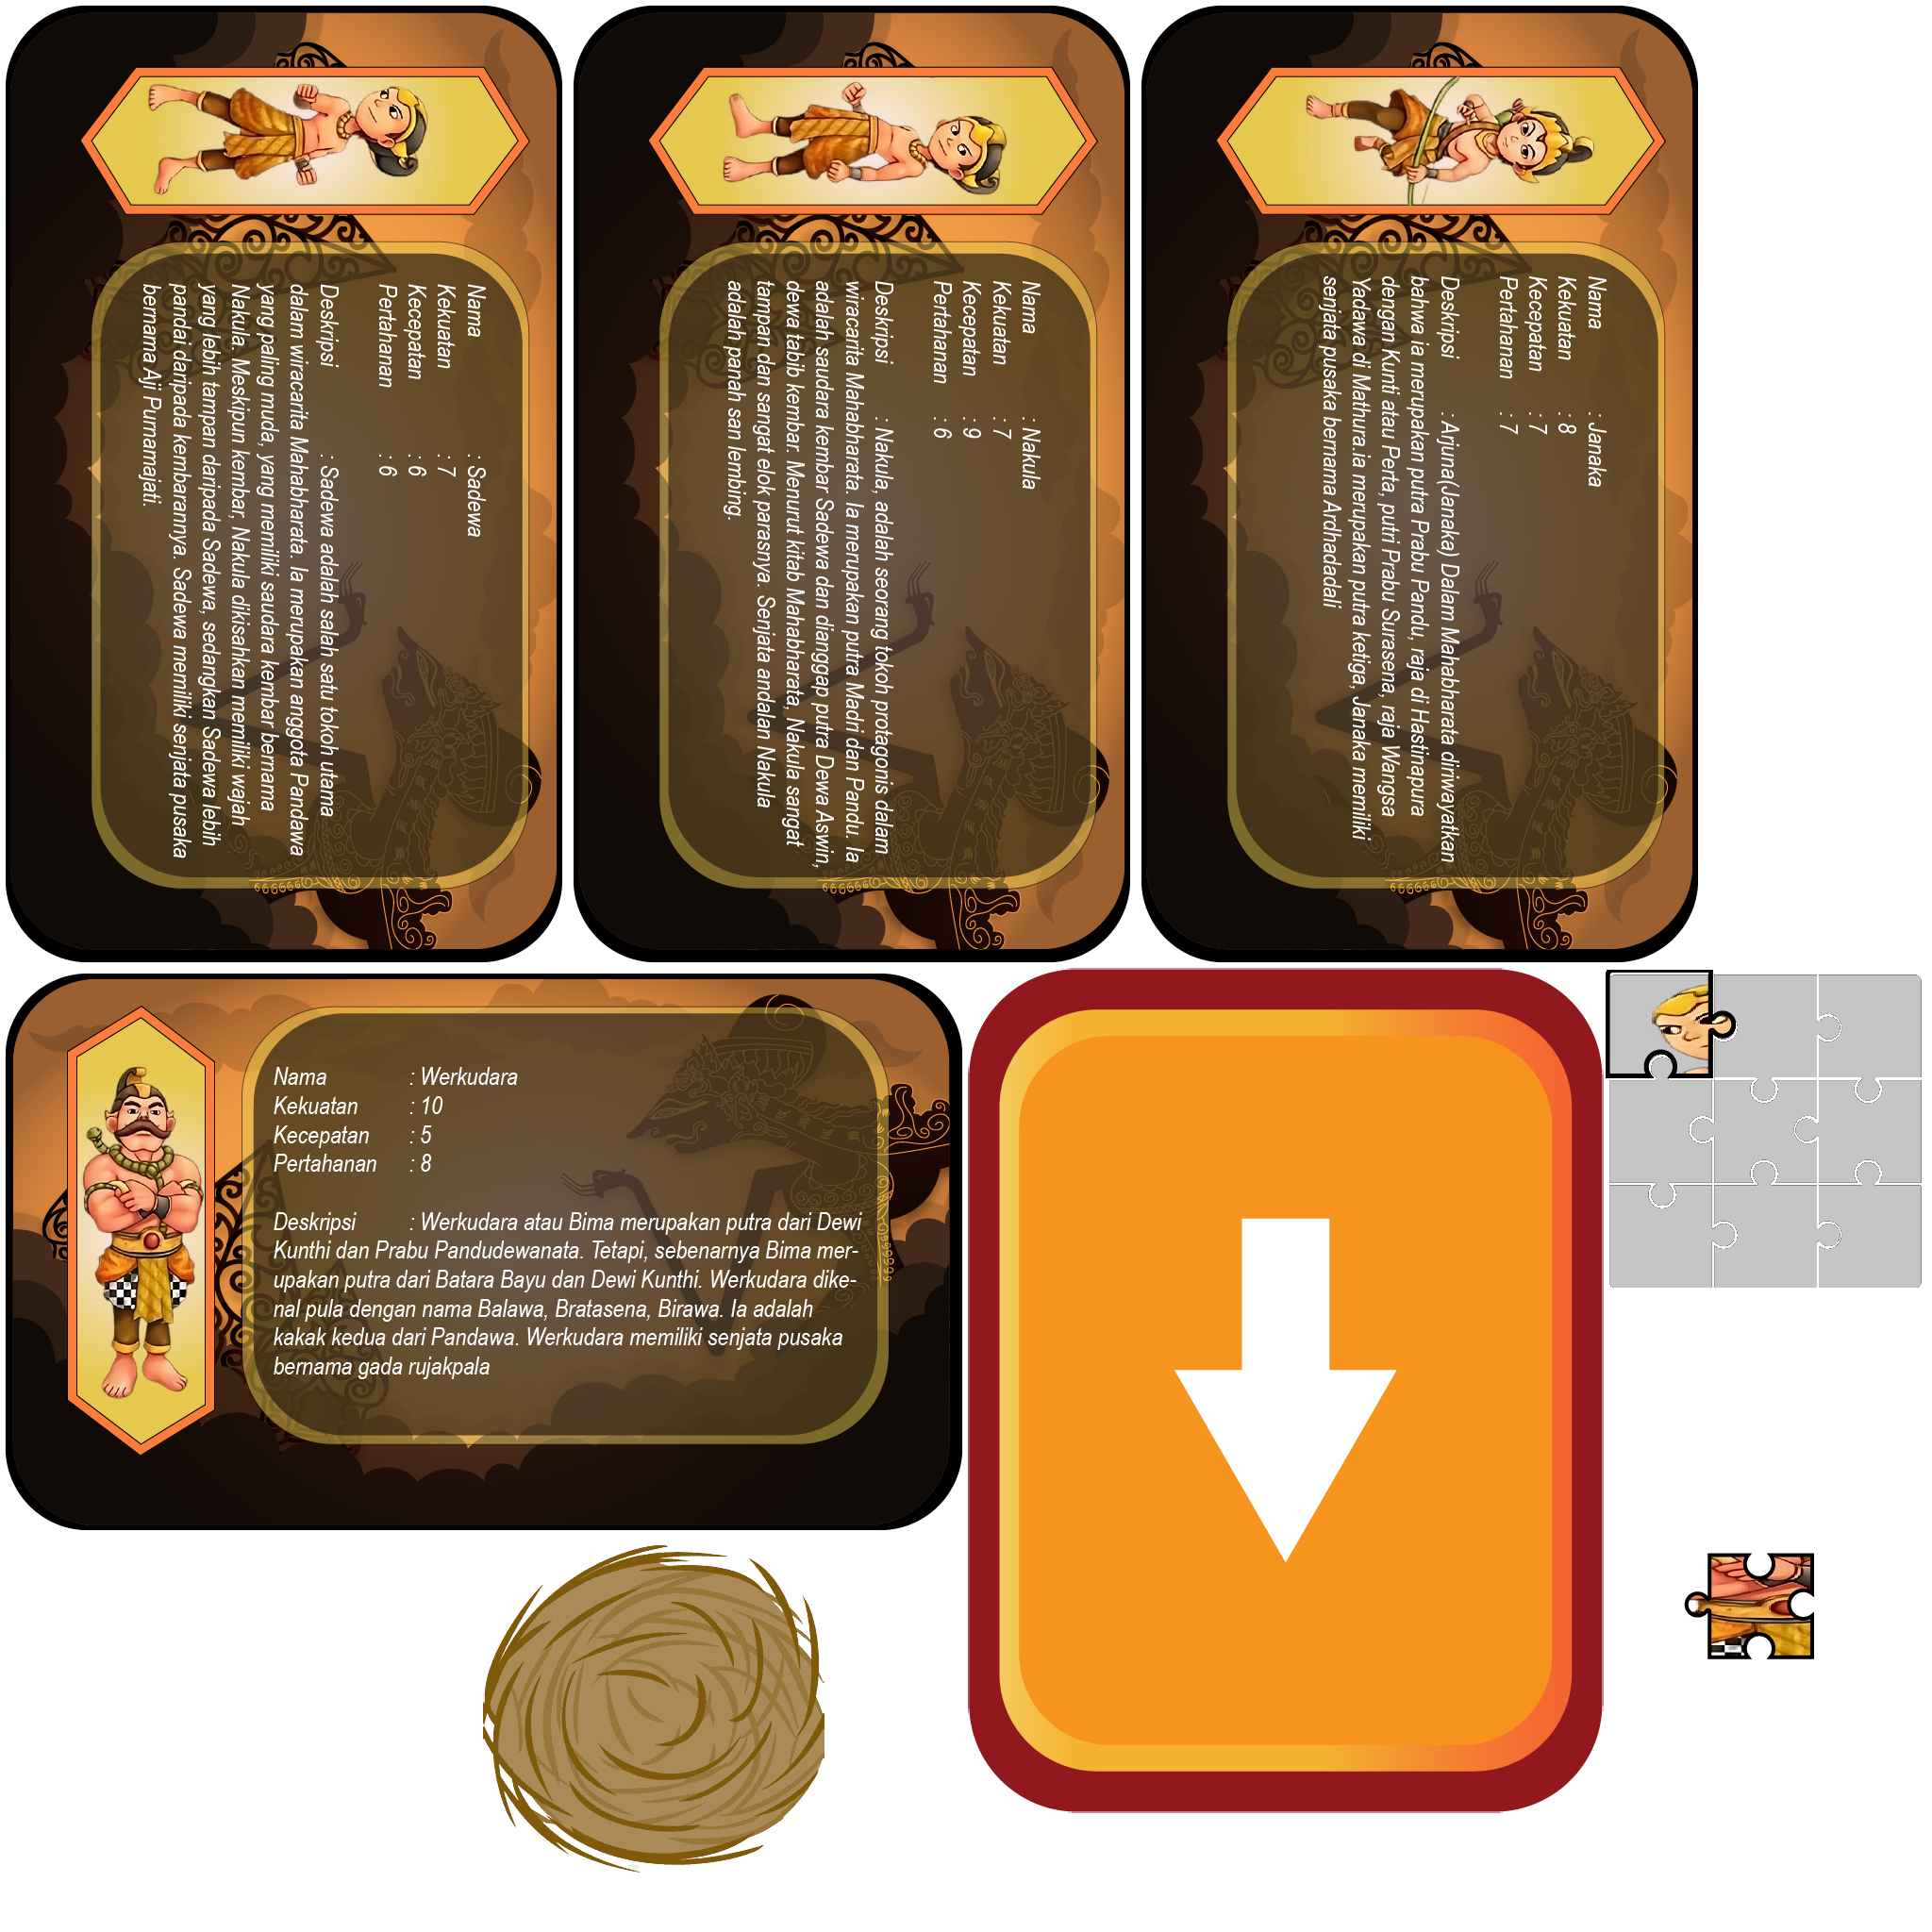 Nama : Sadewa
Kekuatan : 7
Kecepatan : 6
Pertahanan : 6
Deskripsi : Sadewa adalah salah satu tokoh utama
dalam wiracarita Mahabharata. Ia merupakan anggota Pandawa
yang paling muda, yang memiliki saudara kembar bernama
Nakula. Meskipun kembar, Nakula dikisahkan memiliki wajah
yang lebih tampan daripada Sadewa, sedangkan Sadewa lebih
pandai daripada kembarannya. Sadewa memiliki senjata pusaka
bernama Aji Purnamajati.
Nama : Nakula
Kekuatan : 7
Kecepatan : 9
Pertahanan : 6
Deskripsi : Nakula, adalah seorang tokoh protagonis dalam
wiracarita Mahabharata. Ia merupakan putra Madri dan Pandu. Ia
adalah saudara kembar Sadewa dan dianggap putra Dewa Aswin,
dewa tabib kembar. Menurut kitab Mahabharata, Nakula sangat
tampan dan sangat elok parasnya. Senjata andalan Nakula
adalah panah san lembing.
Nama : Janaka
Kekuatan : 8
Kecepatan : 7
Pertahanan : 7
Deskripsi : Arjuna(Janaka) Dalam Mahabharata diriwayatkan
bahwa ia merupakan putra Prabu Pandu, raja di Hastinapura
dengan Kunti atau Perta, putri Prabu Surasena, raja Wangsa
Yadawa di Mathura.ia merupakan putra ketiga, Janaka memiliki
senjata pusaka bernama Ardhadadali
Nama : Werkudara
Kekuatan : 10
Kecepatan : 5
Pertahanan : 8
Deskripsi : Werkudara atau Bima merupakan putra dari Dewi
Kunthi dan Prabu Pandudewanata. Tetapi, sebenarnya Bima mer-
upakan putra dari Batara Bayu dan Dewi Kunthi. Werkudara dike-
nal pula dengan nama Balawa, Bratasena, Birawa. Ia adalah
kakak kedua dari Pandawa. Werkudara memiliki senjata pusaka
bernama gada rujakpala